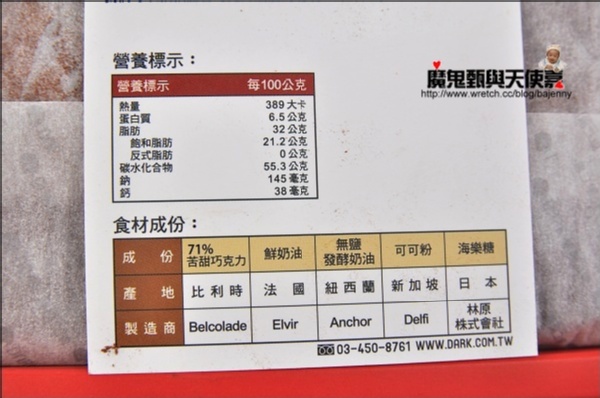 營養標示：
營養標示 每100公克
熱量 389 大卡
蛋白質 6.5 公克
脂肪 32 公克
飽和脂肪 21.2 公克
反式脂肪 0 公克
碳水化合物 55.3 公克
鈉 145 毫克
鈣 38 毫克
魔鬼甄與天使嘉
http://www.wretch.cc/blog/bajenny
食材成份：
成份 71% 苦甜巧克力 鮮奶油 無鹽 發酵奶油 可可粉 海樂糖
產地 比利時 法國 紐西蘭 新加坡 日本
製造商 Belcolade Elvir Anchor Delfi 林原 株式會社
03-450-8761 WWW.DARK.COM.TW